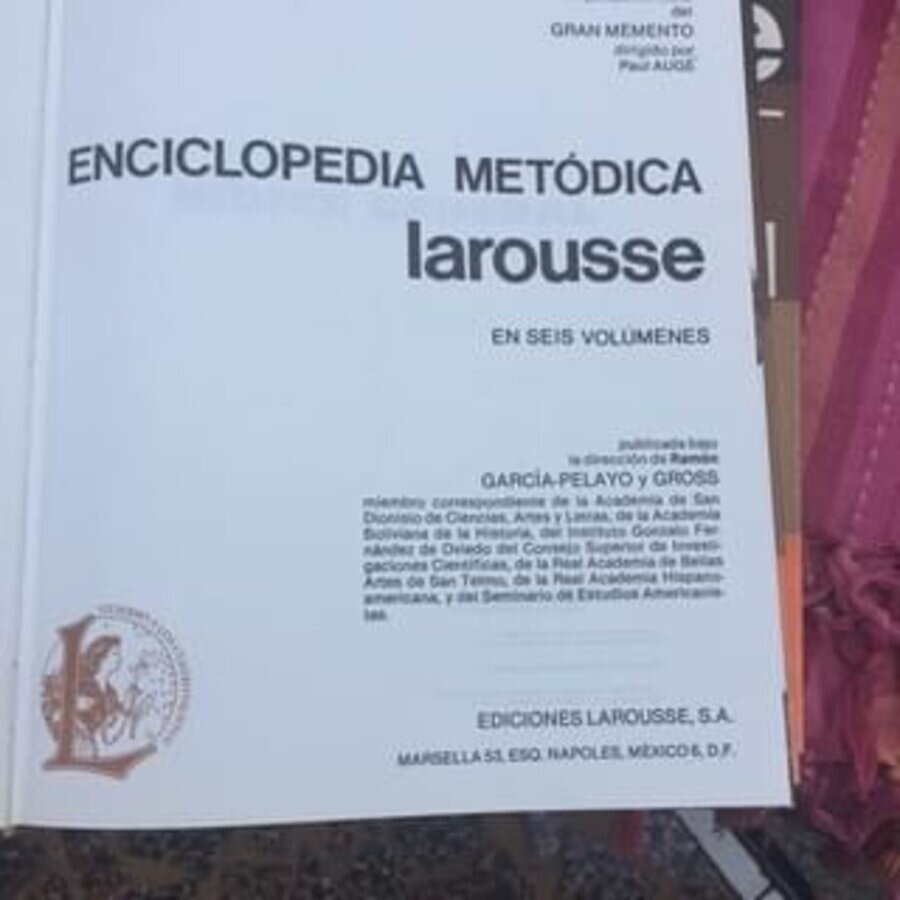 del
GRAN MEMENTO
dirigido por
Paul AUGÉ
ENCICLOPEDIA METÓDICA
larousse
EN SEIS VOLÚMENES
publicada bajo
la dirección de Ramón
GARCÍA-PELAYO y GROSS
miembro correspondiente de la Academia de San
Dionisio de Ciencias, Artes y Letras, de la Academia
Boliviana de la Historia, del Instituto Gonzalo Fer-
nández de Oviedo del Consejo Superior de Investi-
gaciones Científicas, de la Real Academia de Bellas
Artes de San Telmo, de la Real Academia Hispano-
americana, y del Seminario de Estudios Americanis-
tas.
EDICIONES LAROUSSE, S.A.
MARSELLA 53, ESQ. NAPOLES, MÉXICO 6, D.F.